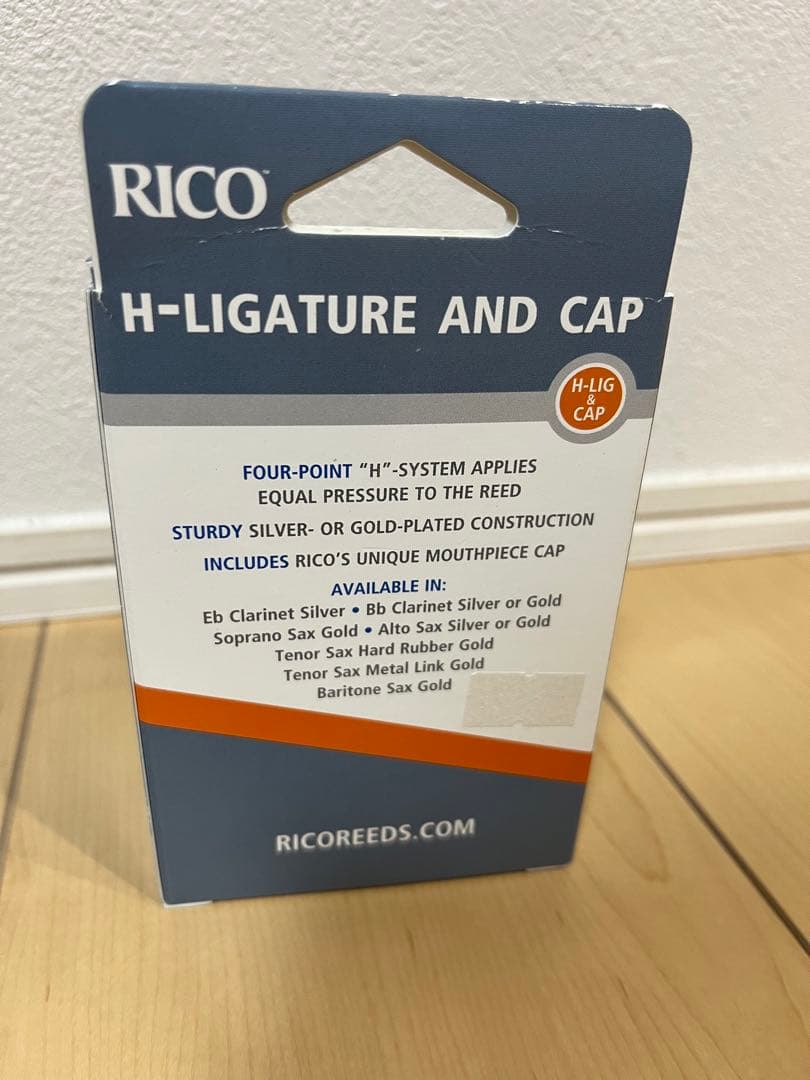 RICO
H-LIGATURE AND CAP
H-LIG
&
CAP
FOUR-POINT "H"-SYSTEM APPLIES
EQUAL PRESSURE TO THE REED
STURDY SILVER- OR GOLD-PLATED CONSTRUCTION
INCLUDES RICO'S UNIQUE MOUTHPIECE CAP
AVAILABLE IN:
Eb Clarinet Silver • Bb Clarinet Silver or Gold
Soprano Sax Gold • Alto Sax Silver or Gold
Tenor Sax Hard Rubber Gold
Tenor Sax Metal Link Gold
Baritone Sax Gold
RICOREEDS.COM